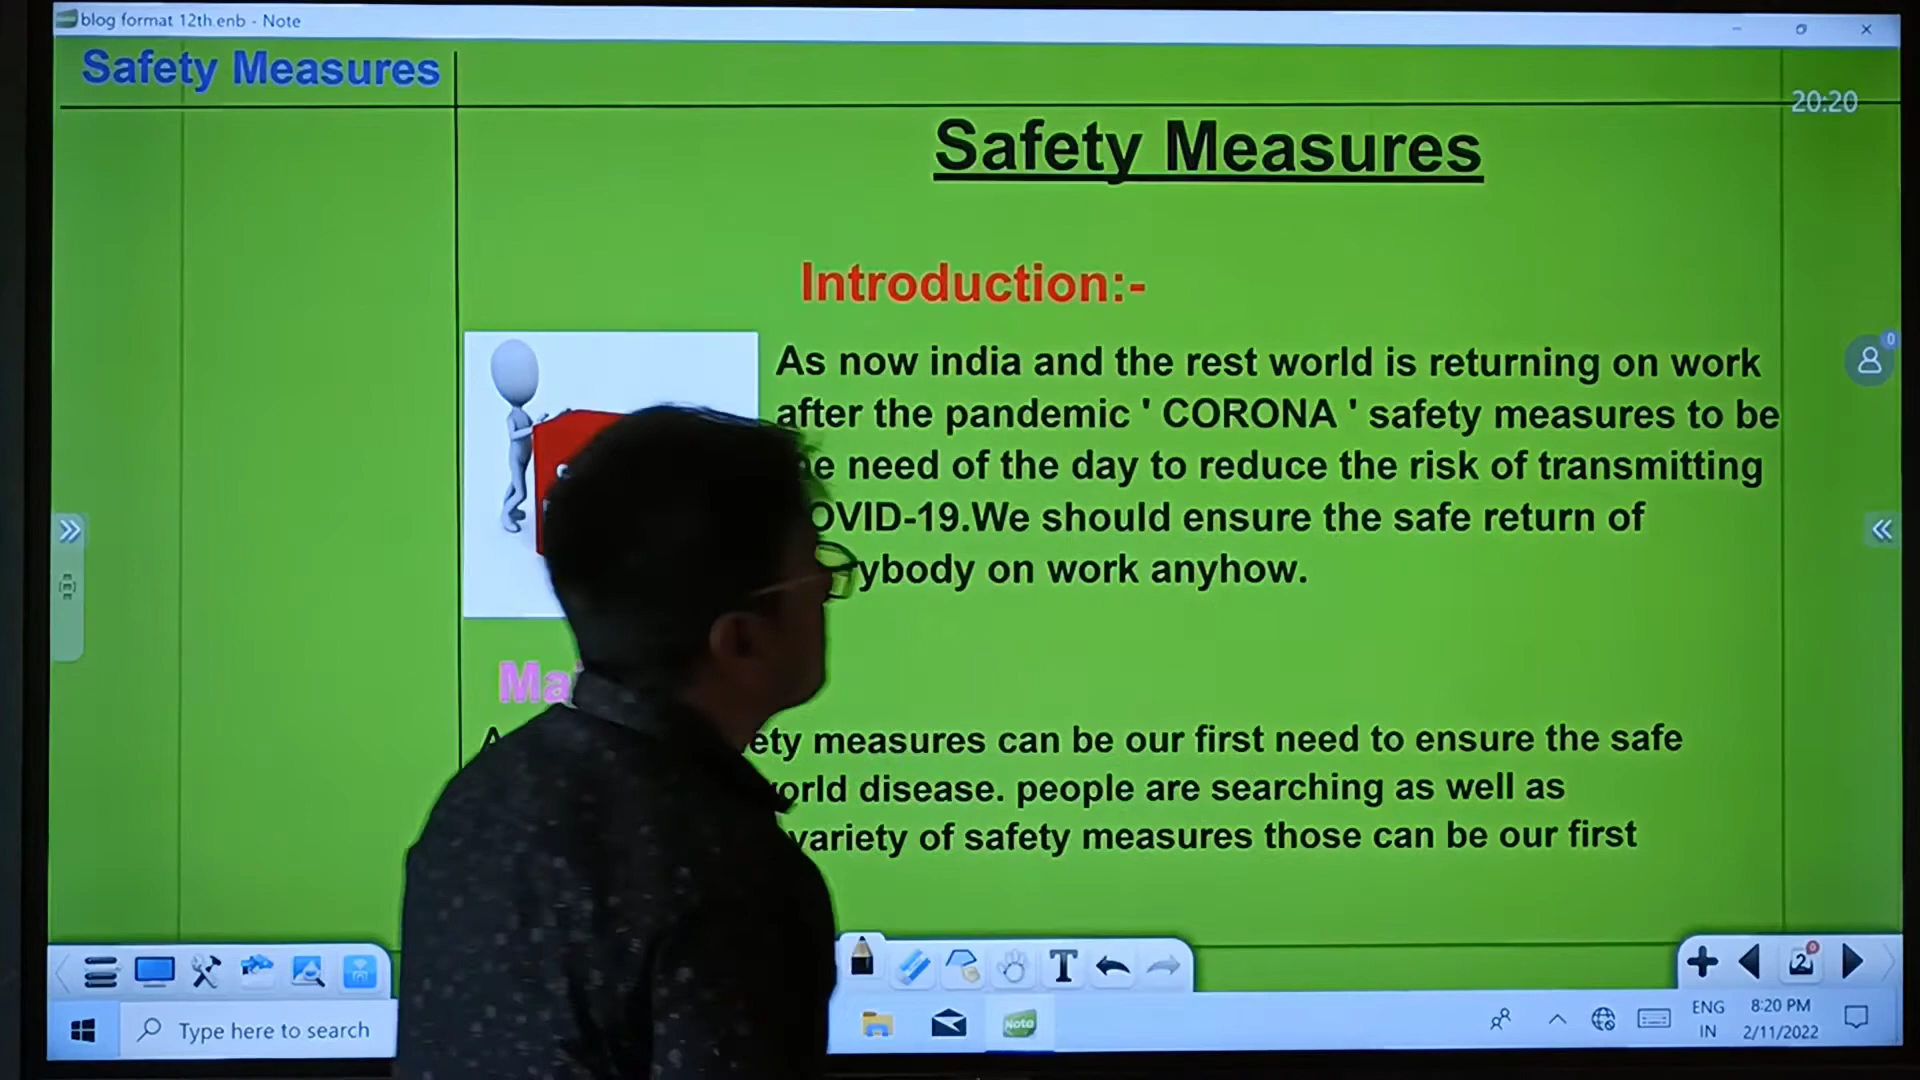 blog format 12th.enb - Note
Safety Measures
20:20
Safety Measures
Introduction:-
0
As now india and the rest world is returning on work
after the pandemic ' CORONA ' safety measures to be
need of the day to reduce the risk of transmitting
OVID-19.We should ensure the safe return of
rybody on work anyhow.
Ma
ety measures can be our first need to ensure the safe
orld disease. people are searching as well as
variety of safety measures those can be our first
T
2
0
Type here to search
Note
ENG
IN
8:20 PM
2/11/2022